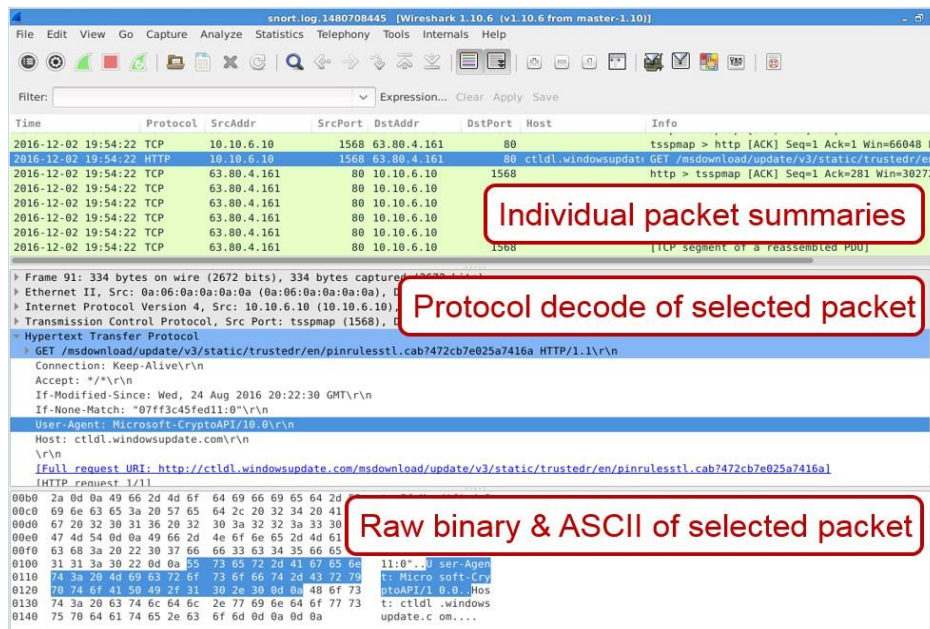 snort.log.1480708445 [Wireshark 1.10.6 (v1.10.6 from master-1.10)]
File Edit View Go Capture Analyze Statistics Telephony Tools Internals Help
Filter: Expression... Clear Apply Save
Time Protocol SrcAddr SrcPort DstAddr DstPort Host Info
2016-12-02 19:54:22 TCP 10.10.6.10 1568 63.80.4.161 80 tsspmap > http [ACK] Seq=1 Ack=1 Win=66048
2016-12-02 19:54:22 HTTP 10.10.6.10 1568 63.80.4.161 80 ctldl.windowsupdat GET /msdownload/update/v3/static/trustedr/e
2016-12-02 19:54:22 TCP 63.80.4.161 80 10.10.6.10 1568 http > tsspmap [ACK] Seq=1 Ack=281 Win=3027
2016-12-02 19:54:22 TCP 63.80.4.161 80 10.10.6.10
2016-12-02 19:54:22 TCP 63.80.4.161 80 10.10.6.10
2016-12-02 19:54:22 TCP 63.80.4.161 80 10.10.6.10
2016-12-02 19:54:22 TCP 63.80.4.161 80 10.10.6.10
2016-12-02 19:54:22 TCP 63.80.4.161 80 10.10.6.10 1568 [TCP segment of a reassembled PDU]
Individual packet summaries
Frame 91: 334 bytes on wire (2672 bits), 334 bytes captured
Ethernet II, Src: 0a:06:0a:0a:0a:0a (0a:06:0a:0a:0a:0a),
Internet Protocol Version 4, Src: 10.10.6.10 (10.10.6.10),
Transmission Control Protocol, Src Port: tsspmap (1568),
Protocol decode of selected packet
Hypertext Transfer Protocol
GET /msdownload/update/v3/static/trustedr/en/pinrulesstl.cab?472cb7e025a7416a HTTP/1.1\r\n
Connection: Keep-Alive\r\n
Accept: */*\r\n
If-Modified-Since: Wed, 24 Aug 2016 20:22:30 GMT\r\n
If-None-Match: "07ff3c45fed11:0"\r\n
User-Agent: Microsoft-CryptoAPI/10.0\r\n
Host: ctldl.windowsupdate.com\r\n
\r\n
[Full request URI: http://ctldl.windowsupdate.com/msdownload/update/v3/static/trustedr/en/pinrulesstl.cab?472cb7e025a7416a]
[HTTP request 1/1]
00b0 2a 0d 0a 49 66 2d 4d 6f 64 69 66 69 65 64 2d
00c0 69 6e 63 65 3a 20 57 65 64 2c 20 32 34 20 41
00d0 67 20 32 30 31 36 20 32 30 3a 32 32 3a 33 30
00e0 47 4d 54 0d 0a 49 66 2d 4e 6f 6e 65 2d 4d 61
00f0 63 68 3a 20 22 30 37 66 66 33 63 34 35 66 65
Raw binary & ASCII of selected packet
0100 31 31 3a 30 22 0d 0a 55 73 65 72 2d 41 67 65 6e 11:0"..U ser-Agen
0110 74 3a 20 4d 69 63 72 6f 73 6f 66 74 2d 43 72 79 t: Micro soft-Cry
0120 70 74 6f 41 50 49 2f 31 30 2e 30 0d 0a 48 6f 73 ptoAPI/1 0.0..Hos
0130 74 3a 20 63 74 6c 64 6c 2e 77 69 6e 64 6f 77 73 t: ctldl .windows
0140 75 70 64 61 74 65 2e 63 6f 6d 0d 0a 0d 0a update.c om....